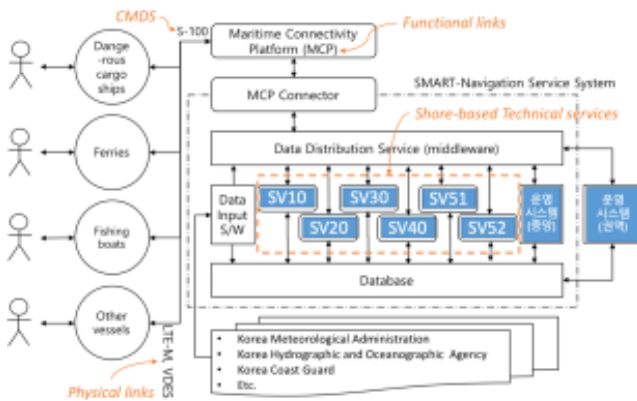 CMDS
S-100
Maritime Connectivity
Platform (MCP)
Functional links
Dange
-rous
cargo
ships
MCP Connector
SMART-Navigation Service System
Shore-based Technical services
Data Distribution Service (middleware)
Ferries
Data
Input
S/W
SV10
SV30
SV51
SV20
SV40
SV52
운영
시스템
(중앙)
운영
시스템
(권역)
Fishing
boats
Database
Other
vessels
LTE-M, VDES
Physical links
• Korea Meteorological Administration
• Korea Hydrographic and Oceanographic Agency
• Korea Coast Guard
• Etc.